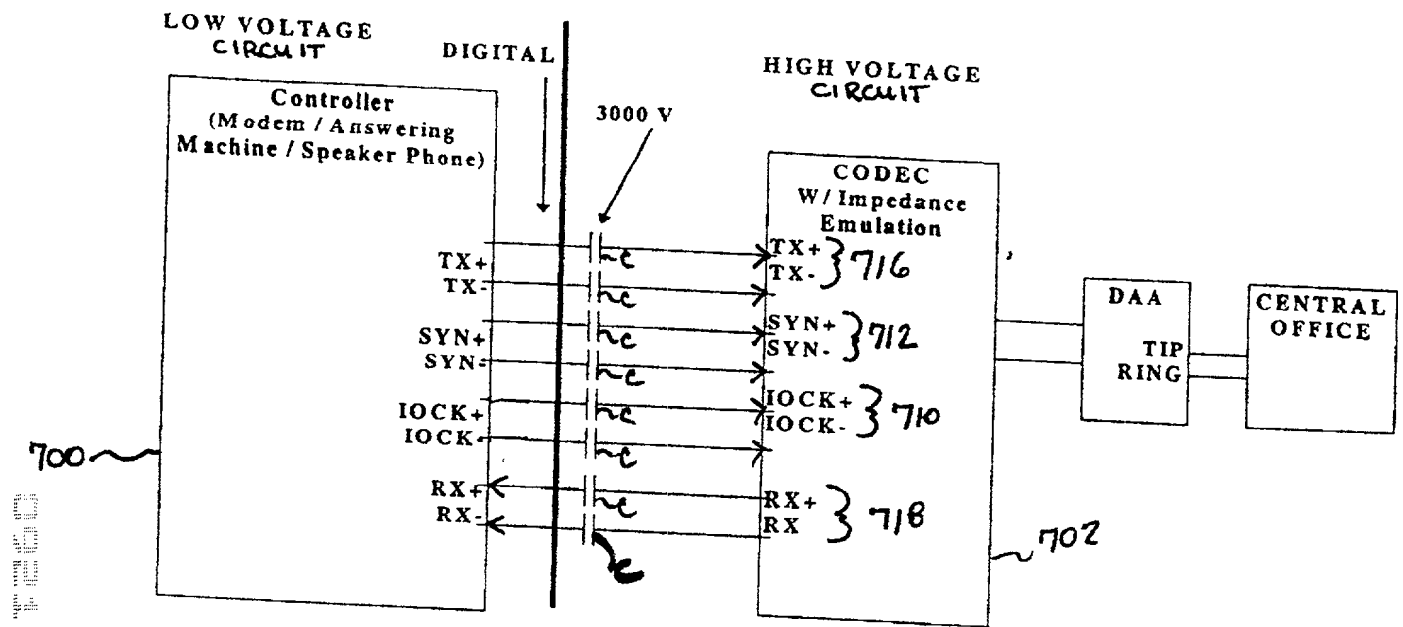 LOW VOLTAGE
CIRCUIT
DIGITAL
HIGH VOLTAGE
CIRCUIT
Controller
(Modem / Answering
Machine / Speaker Phone)
3000 V
CODEC
W/ Impedance
Emulation
TX+
TX-
SYN+
SYN-
IOCK+
IOCK-
RX+
RX-
c
c
c
c
c
c
c
c
TX+
TX-
716
SYN+
SYN-
712
IOCK+
IOCK-
710
RX+
RX
718
DAA
TIP
RING
CENTRAL
OFFICE
700
702